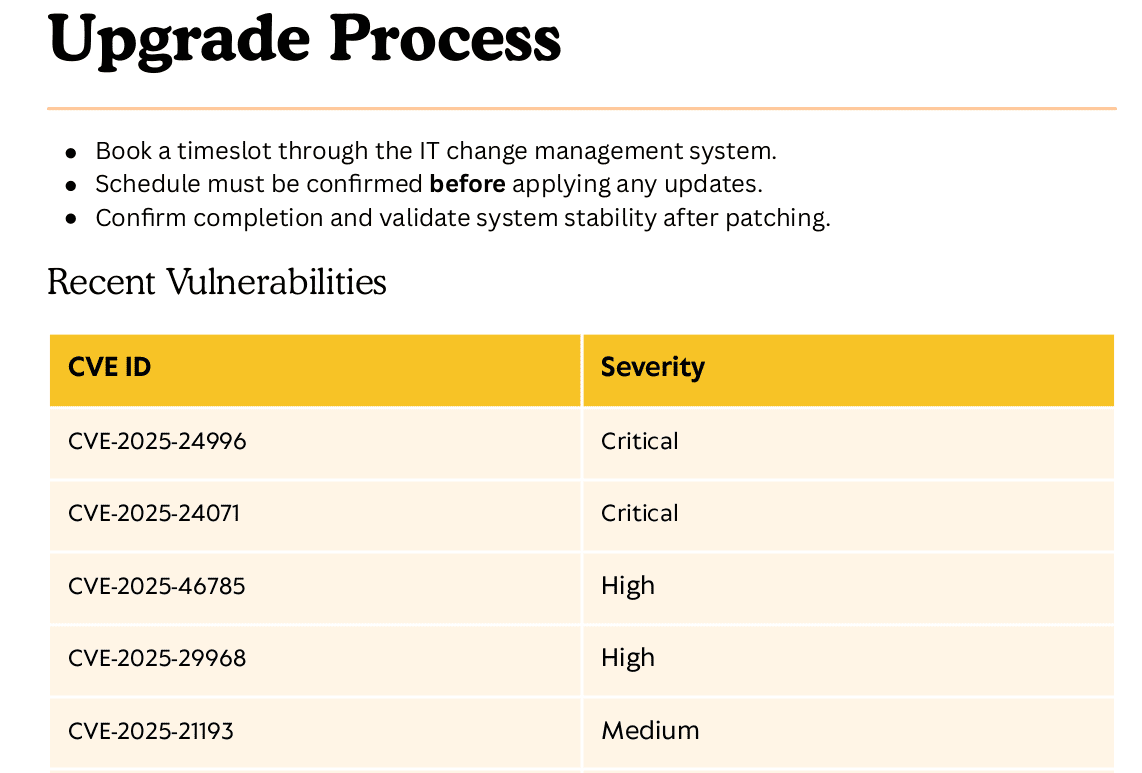 Upgrade Process
● Book a timeslot through the IT change management system.
● Schedule must be confirmed before applying any updates.
● Confirm completion and validate system stability after patching.
Recent Vulnerabilities
CVE ID Severity
CVE-2025-24996 Critical
CVE-2025-24071 Critical
CVE-2025-46785 High
CVE-2025-29968 High
CVE-2025-21193 Medium